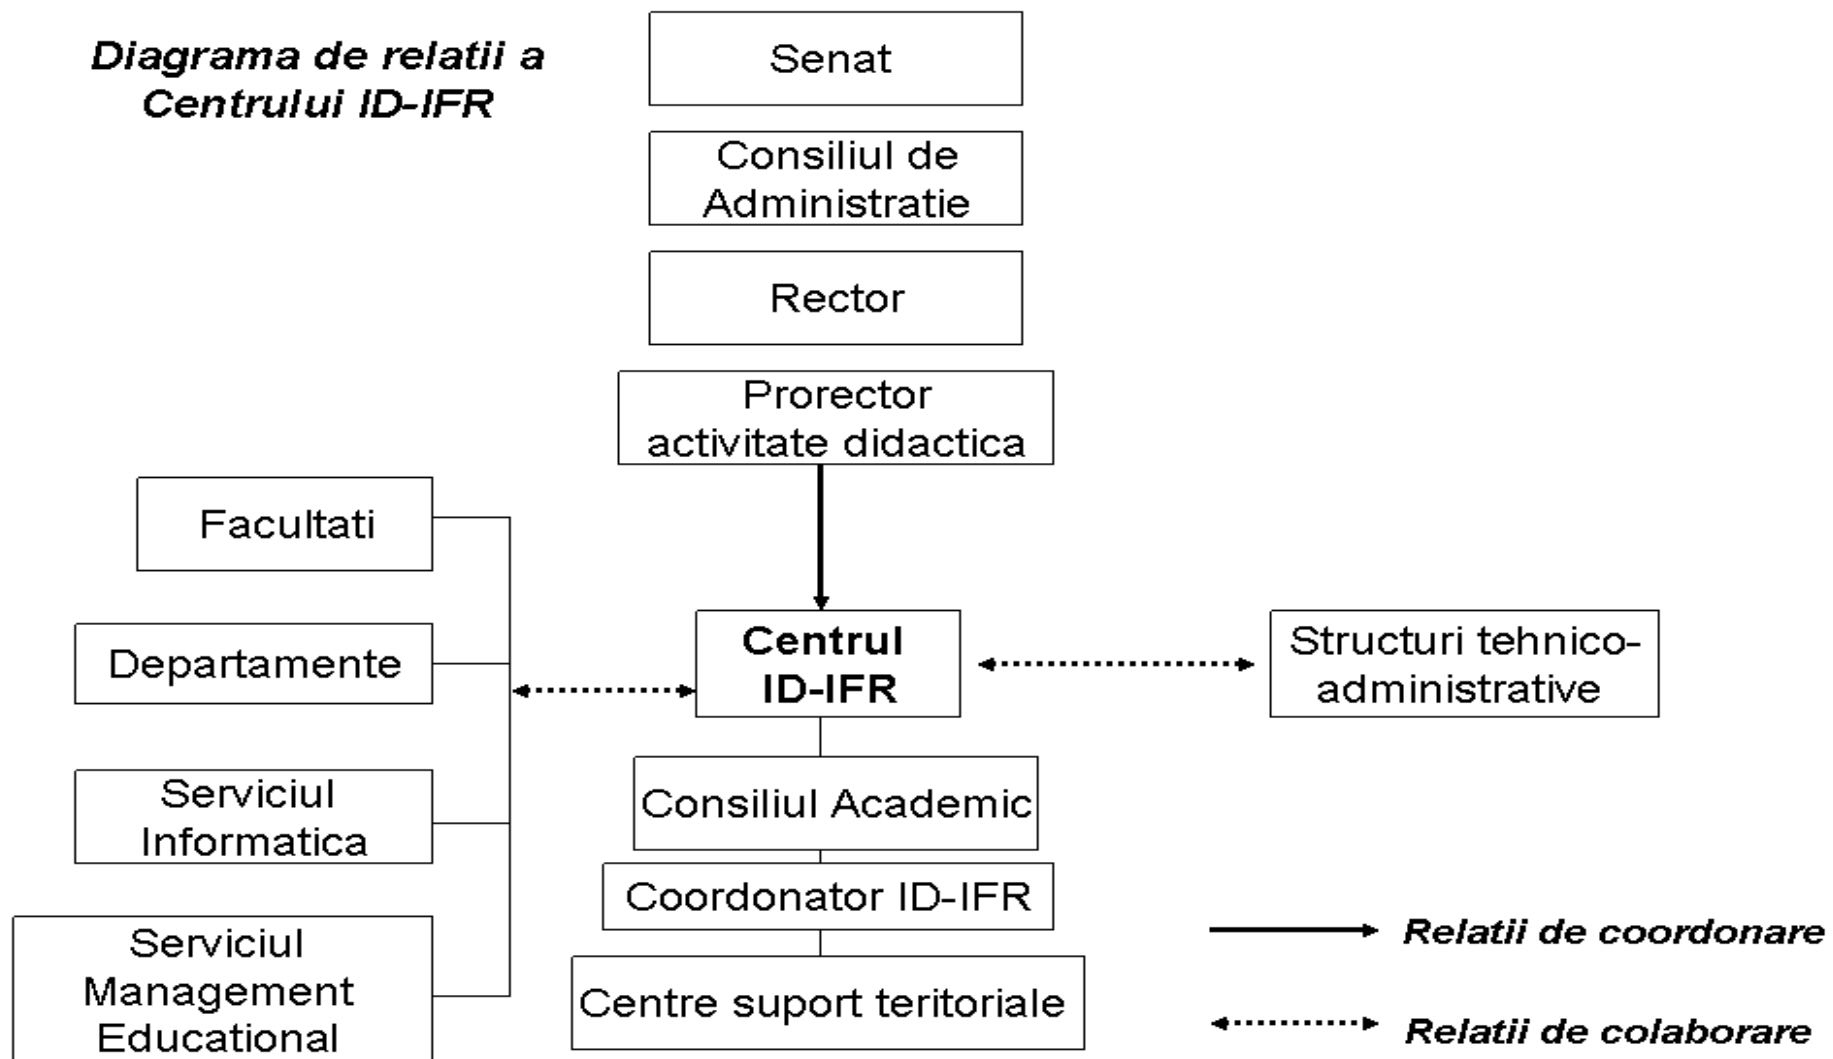 Diagrama de relatii a
Centrului ID-IFR
Senat
Consiliul de
Administratie
Rector
Prorector
activitate didactica
Facultati
Departamente
Serviciul
Informatica
Serviciul
Management
Educational
Centrul
ID-IFR
Structuri tehnico-
administrative
Consiliul Academic
Coordonator ID-IFR
Centre suport teritoriale
Relatii de coordonare
Relatii de colaborare